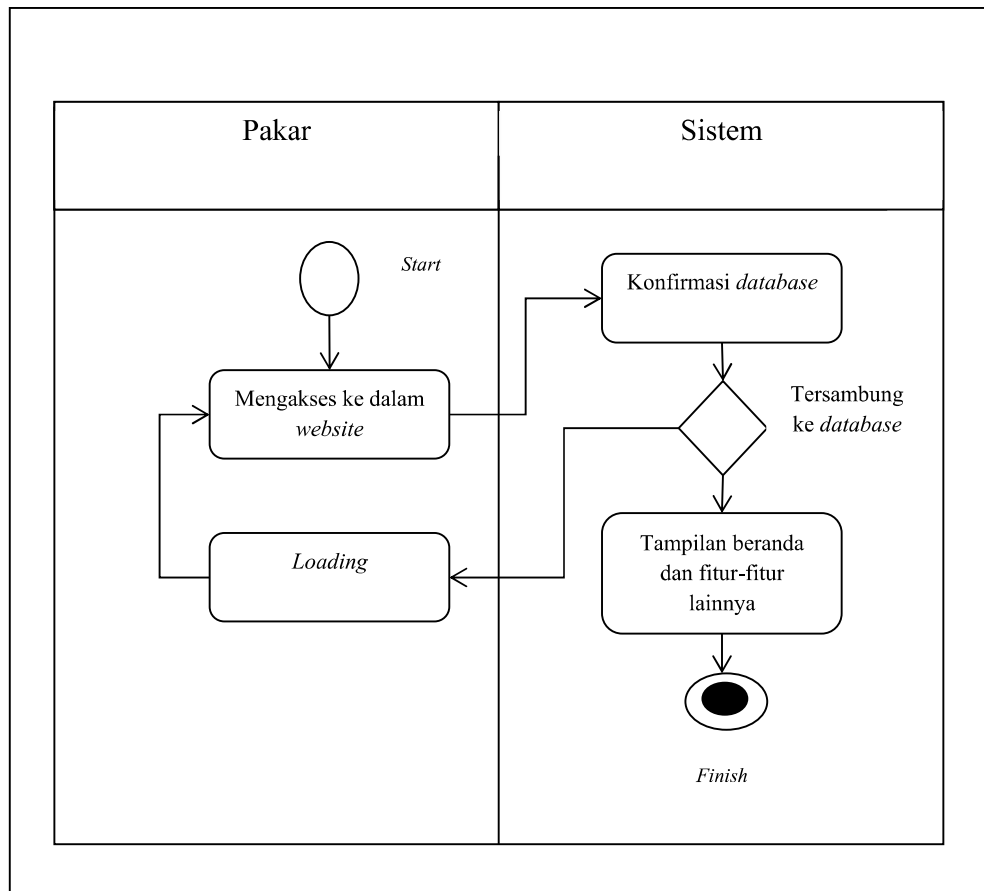 Pakar
Sistem
Start
Konfirmasi database
Mengakses ke dalam
website
Tersambung
ke database
Loading
Tampilan beranda
dan fitur-fitur
lainnya
Finish